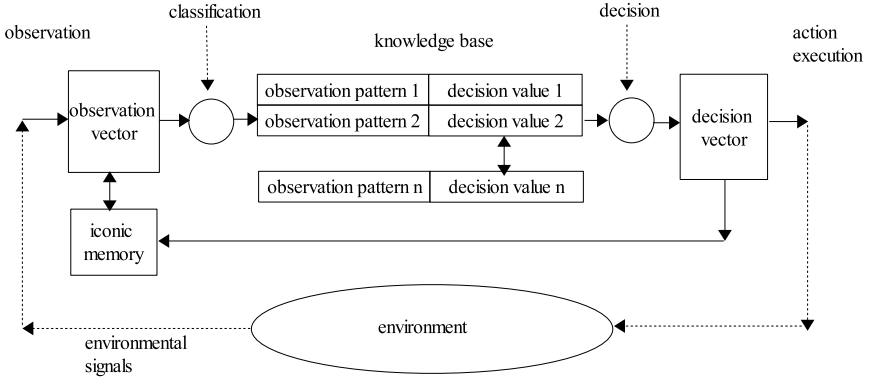 observation
classification
knowledge base
decision
action
execution
observation
vector
observation pattern 1
decision value 1
observation pattern 2
decision value 2
observation pattern n
decision value n
decision
vector
iconic
memory
environment
environmental
signals